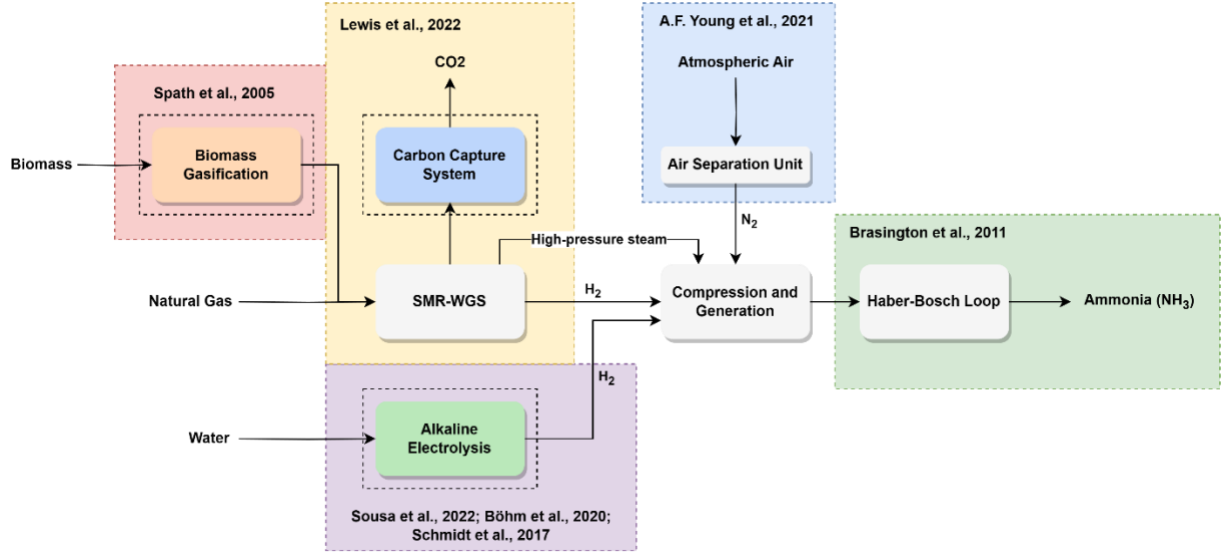 Lewis et al., 2022
A.F. Young et al., 2021
CO2
Atmospheric Air
Spath et al., 2005
Biomass
Biomass
Gasification
Carbon Capture
System
Air Separation Unit
N₂
Brasington et al., 2011
High-pressure steam
Natural Gas
SMR-WGS
H₂
Compression and
Generation
Haber-Bosch Loop
Ammonia (NH₃)
H₂
Water
Alkaline
Electrolysis
Sousa et al., 2022; Böhm et al., 2020;
Schmidt et al., 2017